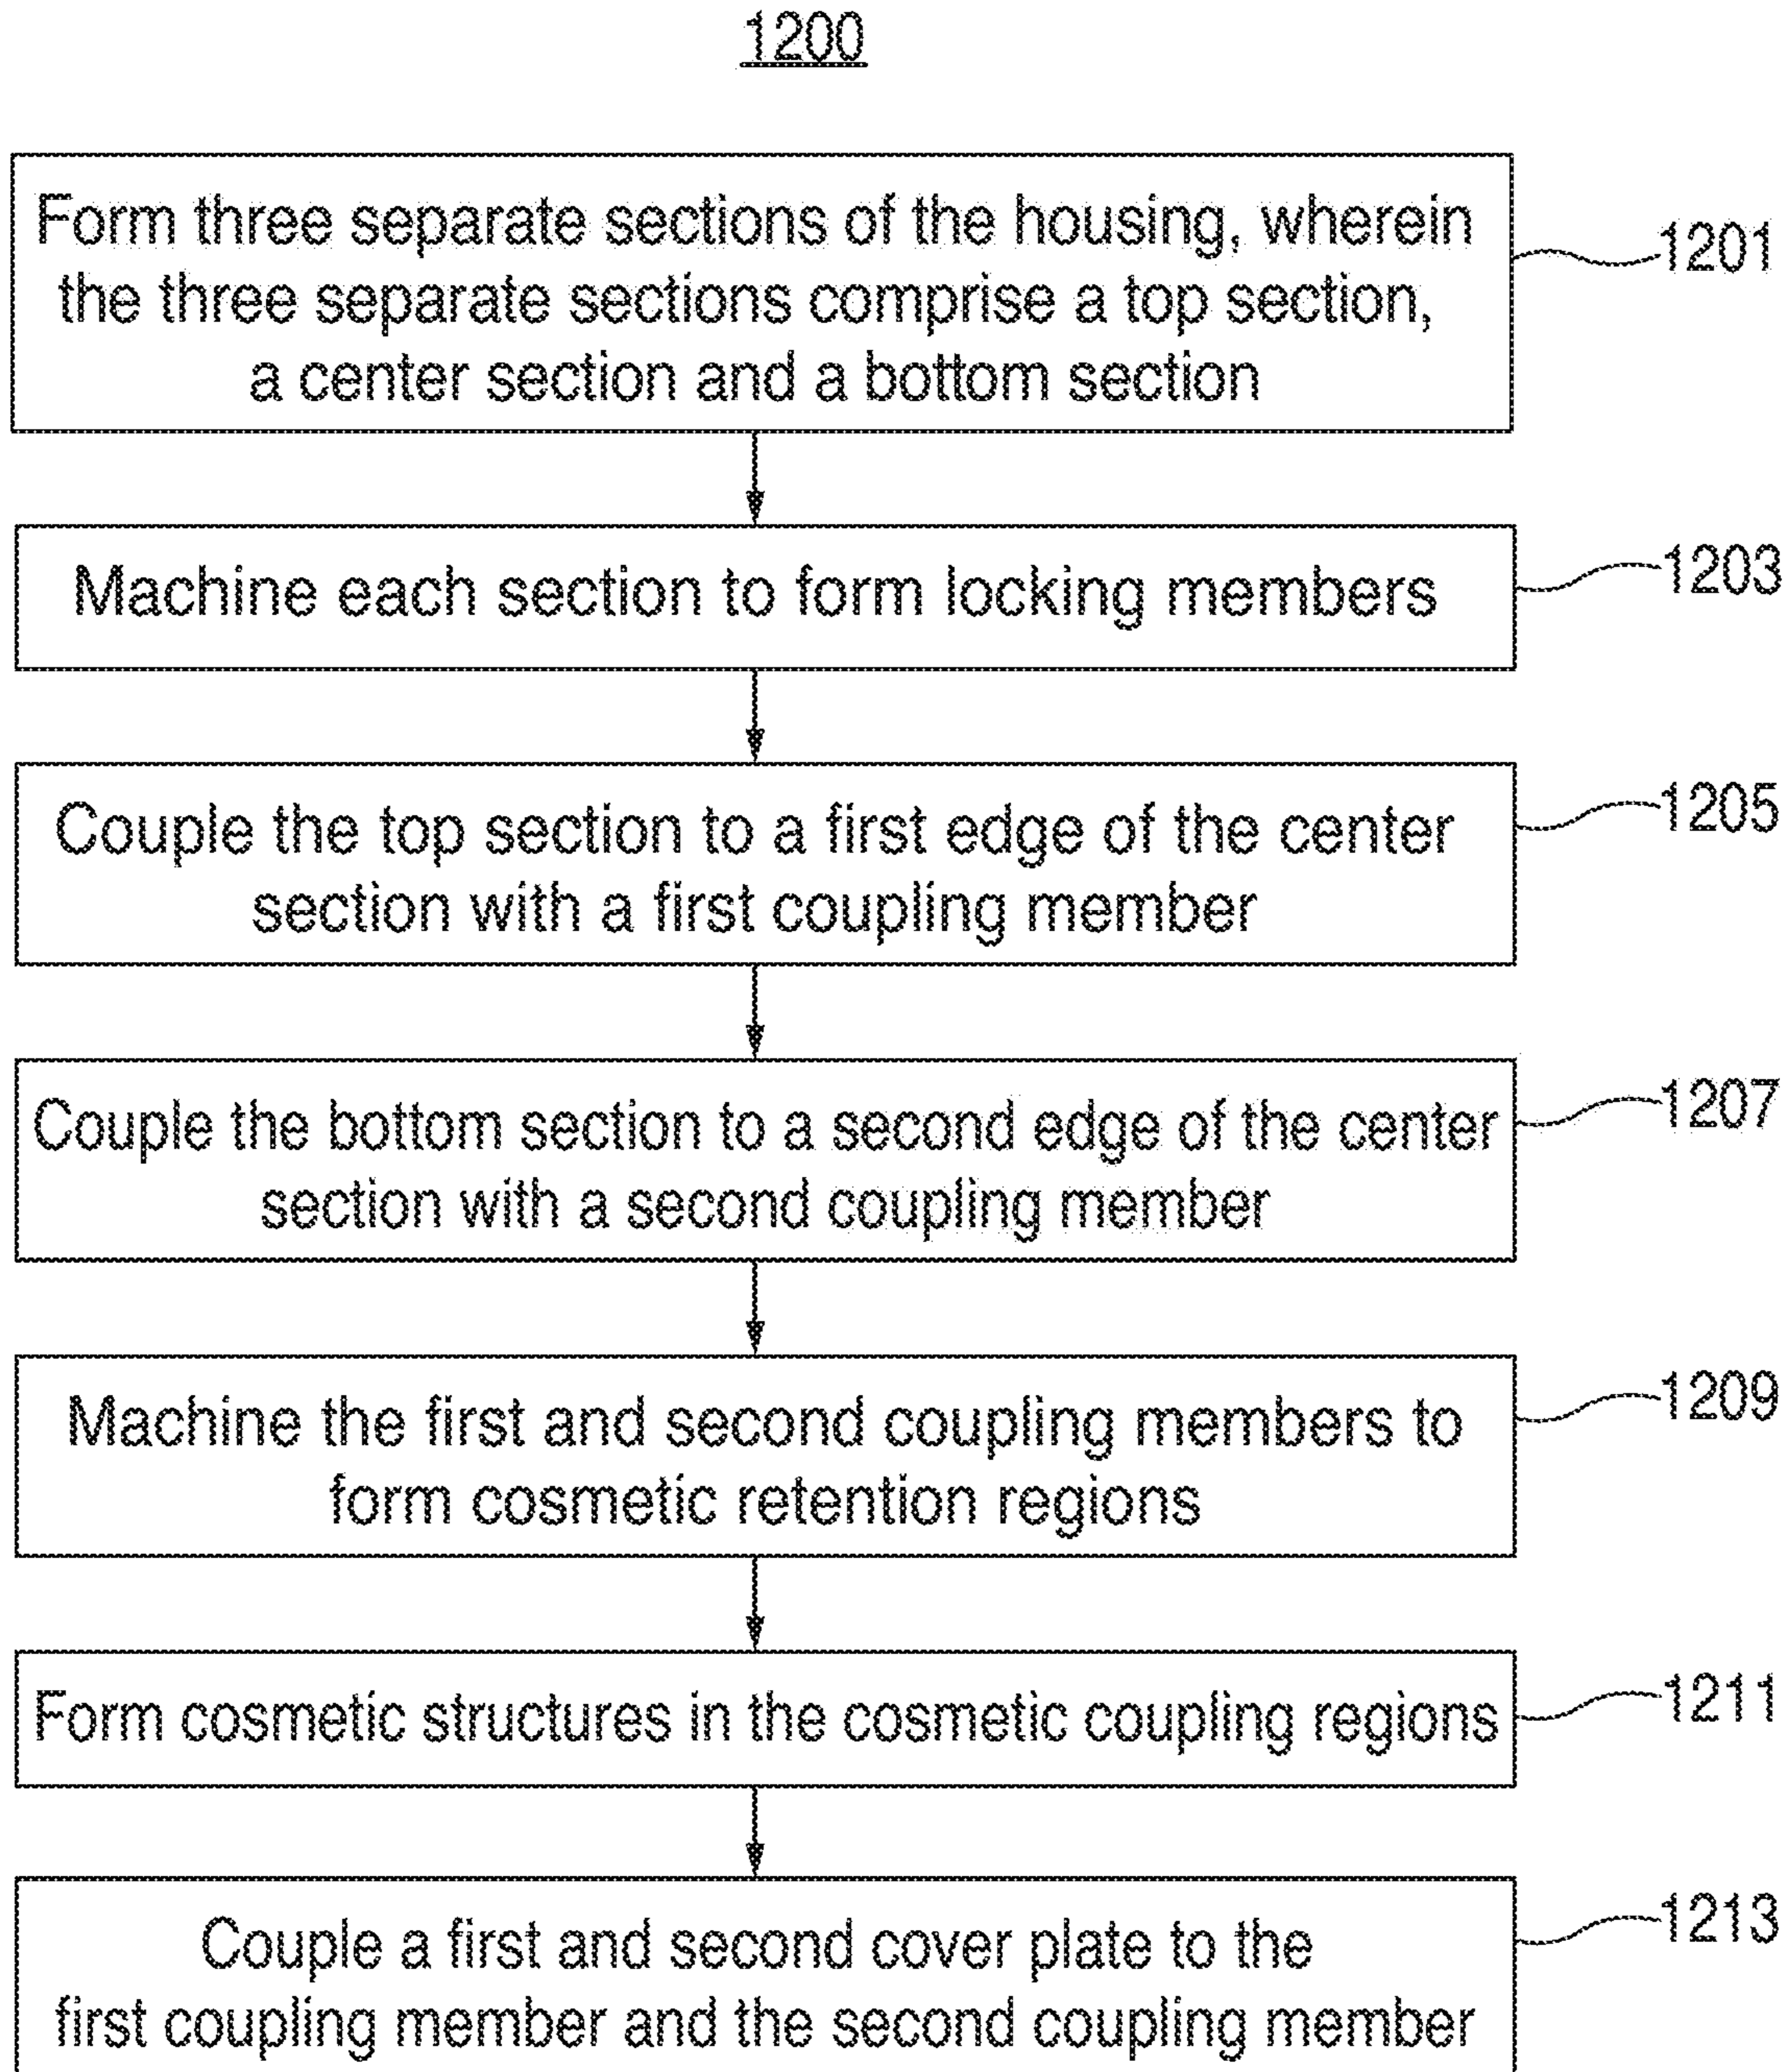 1200
Form three separate sections of the housing, wherein
the three separate sections comprise a top section,
a center section and a bottom section
1201
Machine each section to form locking members
1203
Couple the top section to a first edge of the center
section with a first coupling member
1205
Couple the bottom section to a second edge of the center
section with a second coupling member
1207
Machine the first and second coupling members to
form cosmetic retention regions
1209
Form cosmetic structures in the cosmetic coupling regions
1211
Couple a first and second cover plate to the
first coupling member and the second coupling member
1213